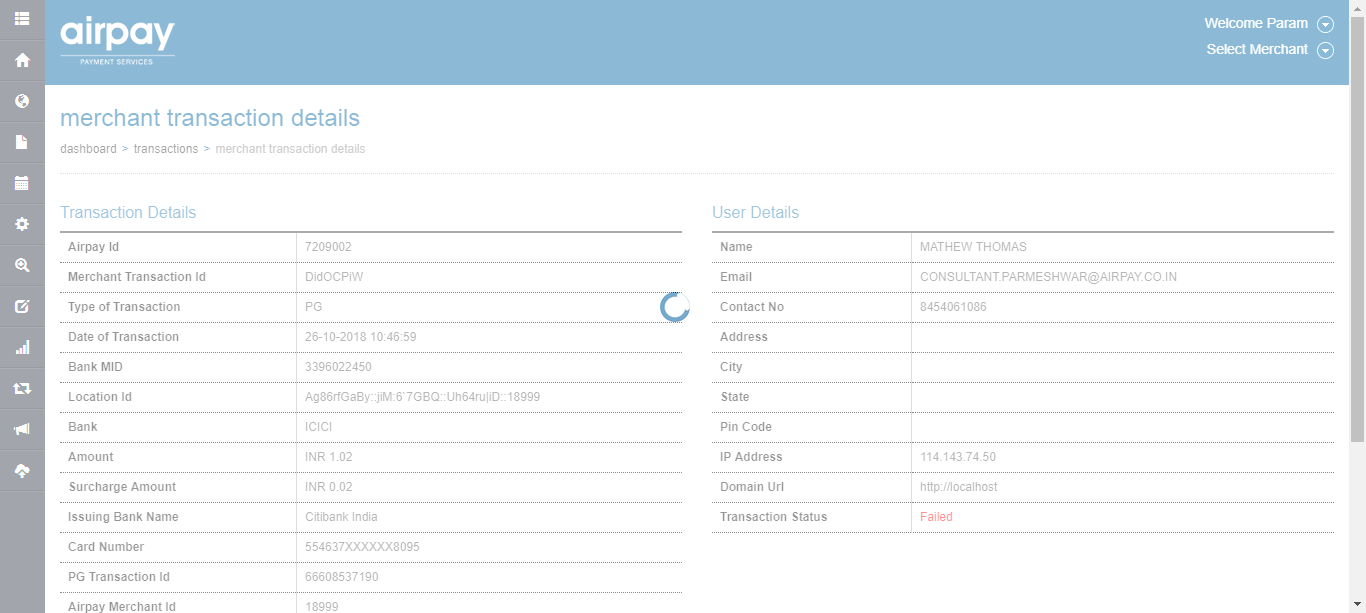 airpay
PAYMENT SERVICES
Welcome Param
Select Merchant
merchant transaction details
dashboard > transactions > merchant transaction details
Transaction Details
Airpay Id 7209002
Merchant Transaction Id DidOCPiW
Type of Transaction PG
Date of Transaction 26-10-2018 10:46:59
Bank MID 3396022450
Location Id Ag86rfGaBy::jiM:6`7GBQ::Uh64ru|iD::18999
Bank ICICI
Amount INR 1.02
Surcharge Amount INR 0.02
Issuing Bank Name Citibank India
Card Number 554637XXXXXX8095
PG Transaction Id 66608537190
Airpay Merchant Id 18999
User Details
Name MATHEW THOMAS
Email CONSULTANT.PARMESHWAR@AIRPAY.CO.IN
Contact No 8454061086
Address
City
State
Pin Code
IP Address 114.143.74.50
Domain Url http://localhost
Transaction Status Failed